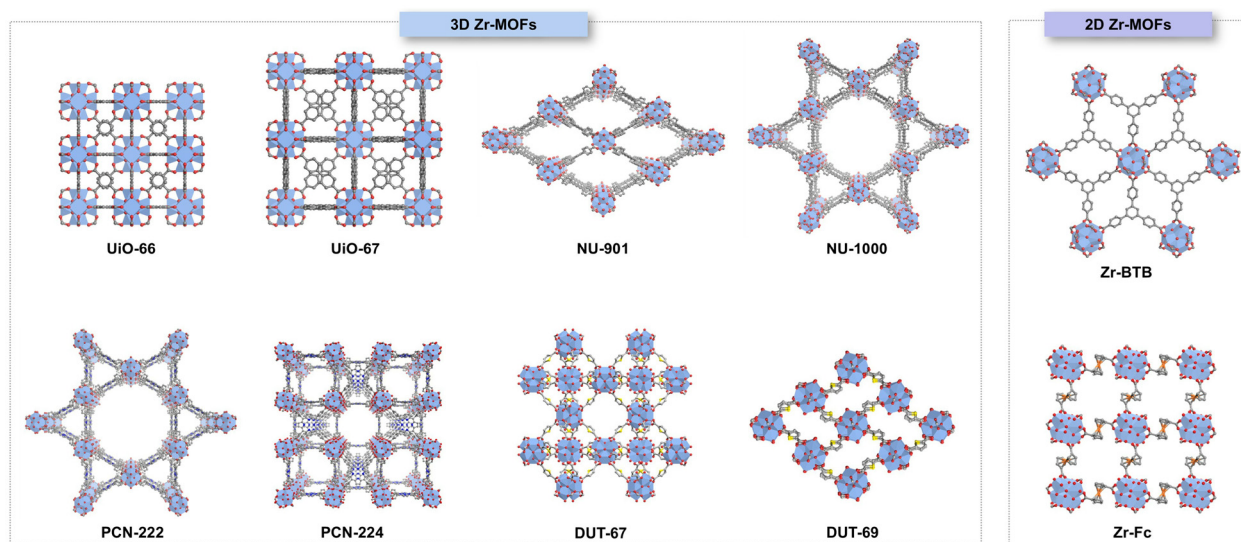 3D Zr-MOFs
2D Zr-MOFs
UiO-66
UiO-67
NU-901
NU-1000
Zr-BTB
PCN-222
PCN-224
DUT-67
DUT-69
Zr-Fc